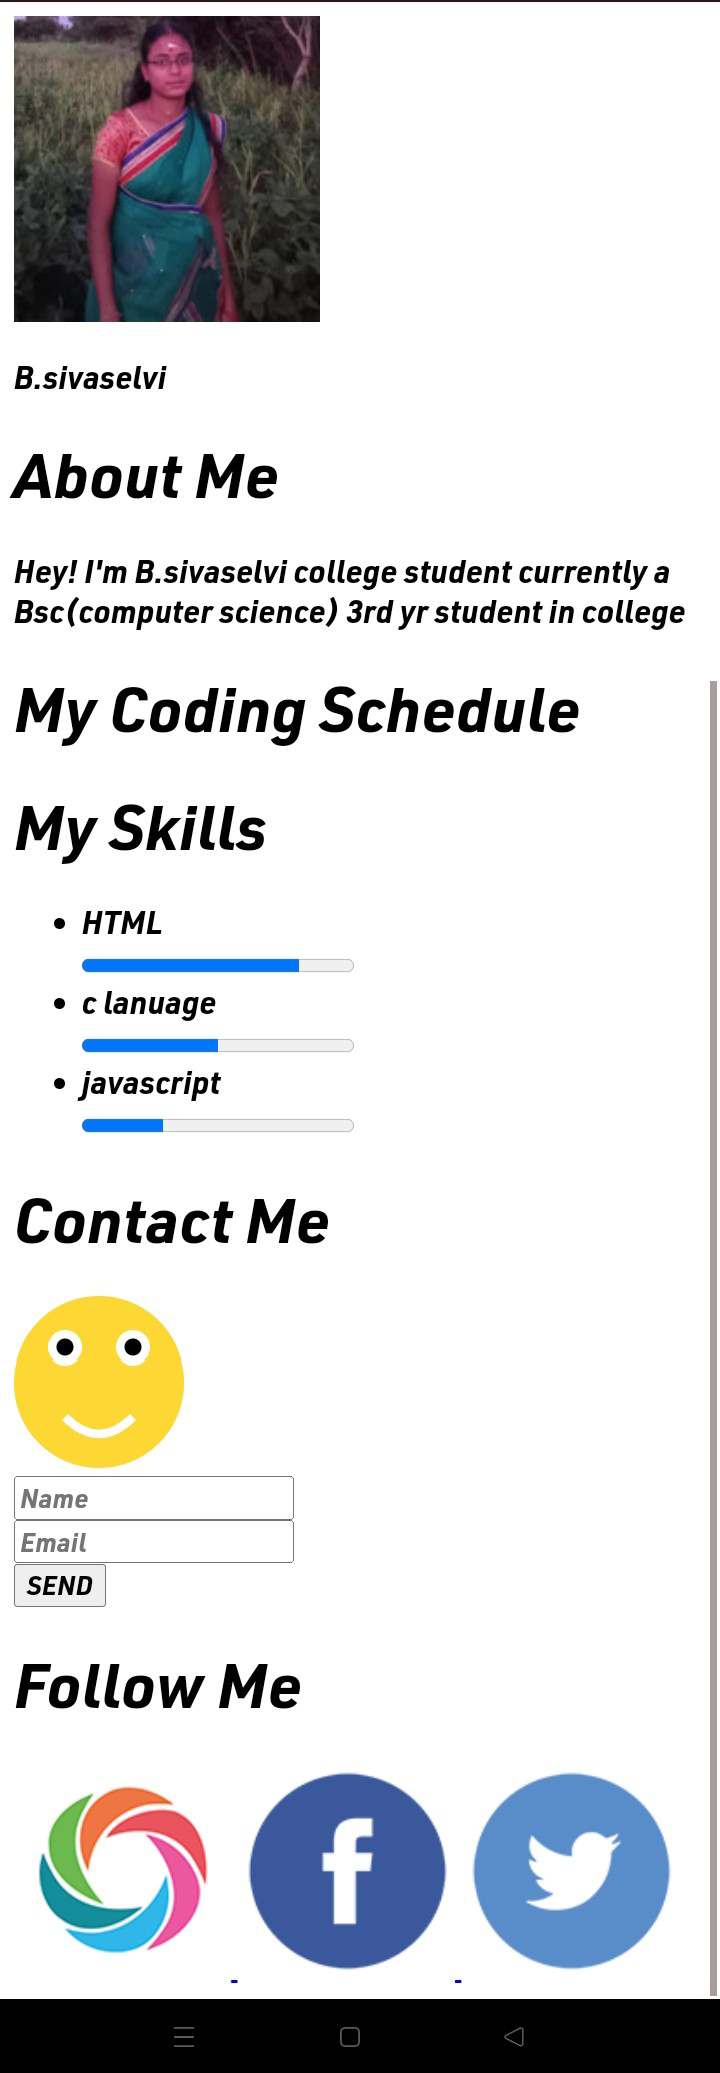 B.sivaselvi
About Me
Hey! I'm B.sivaselvi college student currently a
Bsc(computer science) 3rd yr student in college
My Coding Schedule
My Skills
HTML
c lanuage
javascript
Contact Me
Name
Email
SEND
Follow Me
f